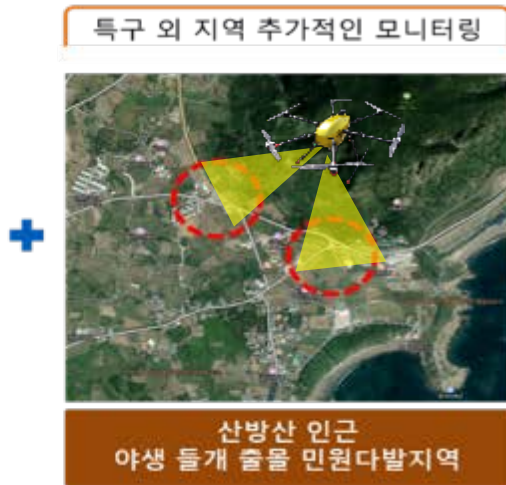 특구 외 지역 추가적인 모니터링
산방산 인근
야생 들개 출몰 민원다발지역